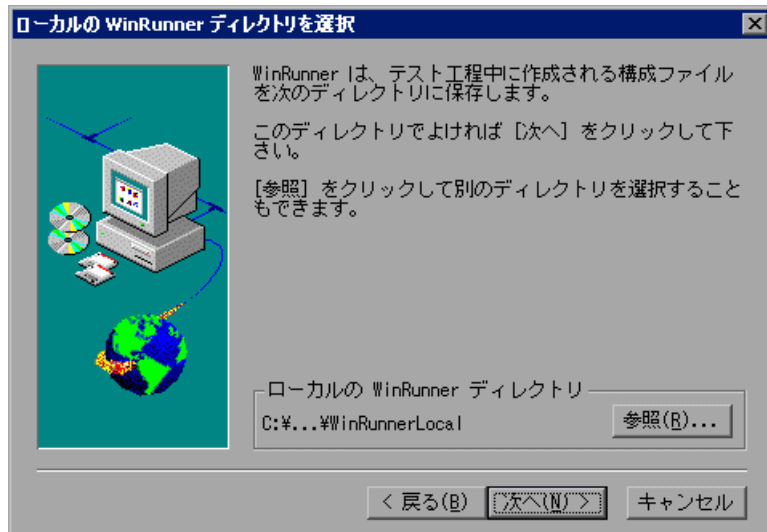 ローカルの WinRunner ディレクトリを選択
WinRunner は、テスト工程中に作成される構成ファイル
を次のディレクトリに保存します。
このディレクトリでよければ [次へ] をクリックして下
さい。
[参照] をクリックして別のディレクトリを選択すること
もできます。
ローカルの WinRunner ディレクトリ
C:¥...¥WinRunnerLocal
参照(R)...
< 戻る(B)
次へ(N) >
キャンセル